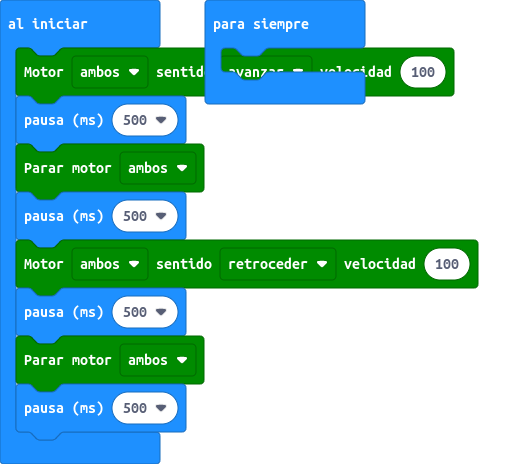 al iniciar
para siempre
Motor ambos sentido avanzar velocidad 100
pausa (ms) 500
Parar motor ambos
pausa (ms) 500
Motor ambos sentido retroceder velocidad 100
pausa (ms) 500
Parar motor ambos
pausa (ms) 500